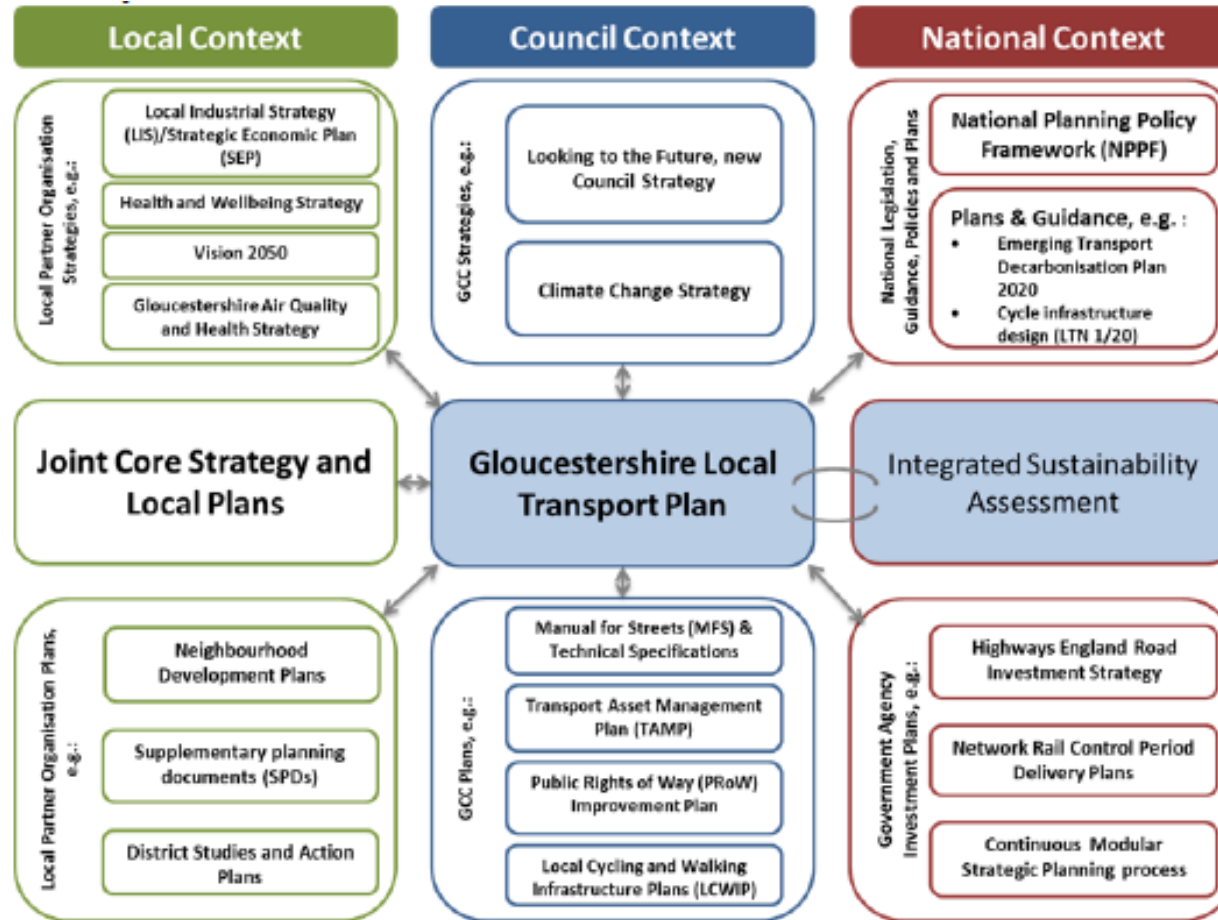 Local Context
Council Context
National Context
Local Partner Organisation
Strategies, e.g.:
Local Industrial Strategy
(LIS)/Strategic Economic Plan
(SEP)
Health and Wellbeing Strategy
Vision 2050
Gloucestershire Air Quality
and Health Strategy
GCC Strategies, e.g.:
Looking to the Future, new
Council Strategy
Climate Change Strategy
National Legislation,
Guidance, Policies and Plans
National Planning Policy
Framework (NPPF)
Plans & Guidance, e.g. :
• Emerging Transport
Decarbonisation Plan
2020
• Cycle infrastructure
design (LTN 1/20)
Joint Core Strategy and
Local Plans
Gloucestershire Local
Transport Plan
Integrated Sustainability
Assessment
Local Partner Organisation Plans,
e.g.:
Neighbourhood
Development Plans
Supplementary planning
documents (SPDs)
District Studies and Action
Plans
GCC Plans, e.g.:
Manual for Streets (MFS) &
Technical Specifications
Transport Asset Management
Plan (TAMP)
Public Rights of Way (PRoW)
Improvement Plan
Local Cycling and Walking
Infrastructure Plans (LCWIP)
Government Agency
Investment Plans, e.g.:
Highways England Road
Investment Strategy
Network Rail Control Period
Delivery Plans
Continuous Modular
Strategic Planning process